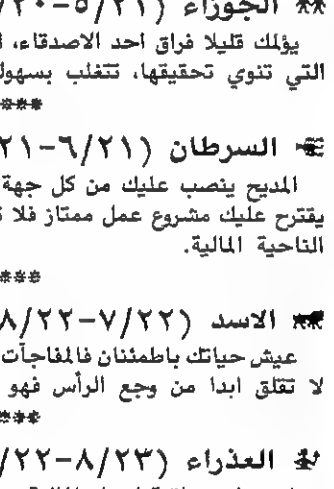 الجوزاء (٥/٢١-٢٠/
يؤلمك قليلا فراق احد الاصدقاء،
التي تنوي تحقيقها، تتغلب بسهول
***
السرطان (٦/٢١-٢١/
المديح ينصب عليك من كل جهة
يقترح عليك مشروع عمل ممتاز فلا
الناحية المالية.
***
الاسد (٧/٢٢-٨/٢٢
عيش حياتك باطمئنان فالمفاجآت
لا تقلق ابدا من وجع الرأس فهو
***
العذراء (٨/٢٣-٢٢/